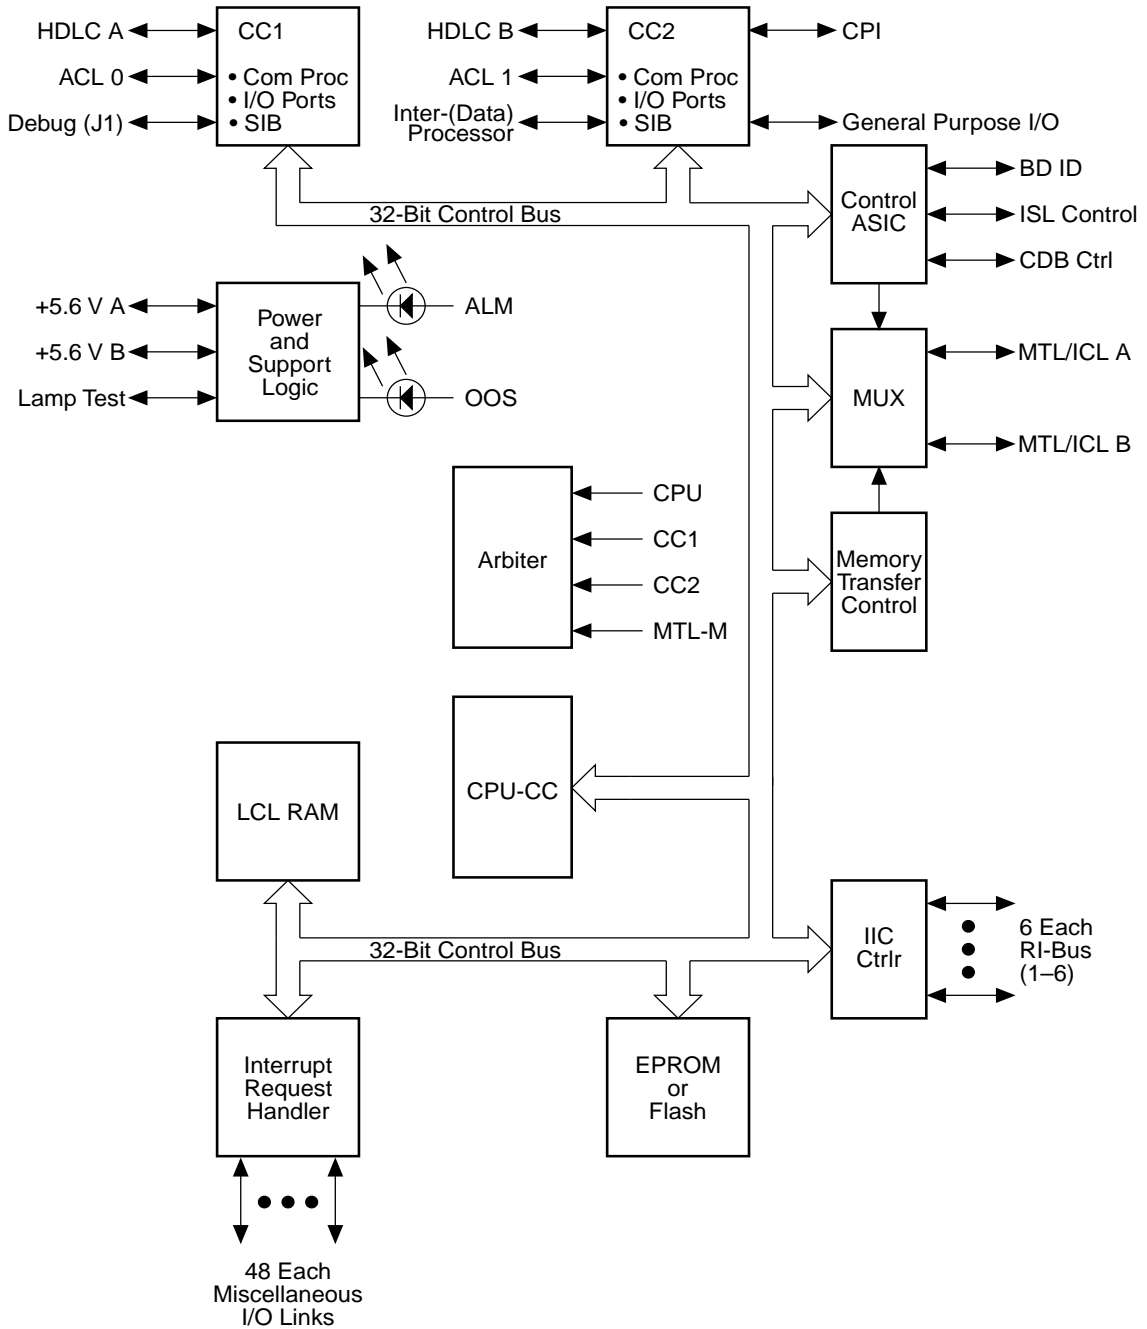 HDLC A
ACL 0
Debug (J1)
CC1
• Com Proc
• I/O Ports
• SIB
HDLC B
ACL 1
Inter-(Data)
Processor
CC2
• Com Proc
• I/O Ports
• SIB
CPI
General Purpose I/O
32-Bit Control Bus
Control
ASIC
BD ID
ISL Control
CDB Ctrl
+5.6 V A
+5.6 V B
Lamp Test
Power
and
Support
Logic
ALM
OOS
MUX
MTL/ICL A
MTL/ICL B
Arbiter
CPU
CC1
CC2
MTL-M
Memory
Transfer
Control
LCL RAM
CPU-CC
32-Bit Control Bus
IIC
Ctrlr
6 Each
RI-Bus
(1–6)
Interrupt
Request
Handler
EPROM
or
Flash
48 Each
Miscellaneous
I/O Links